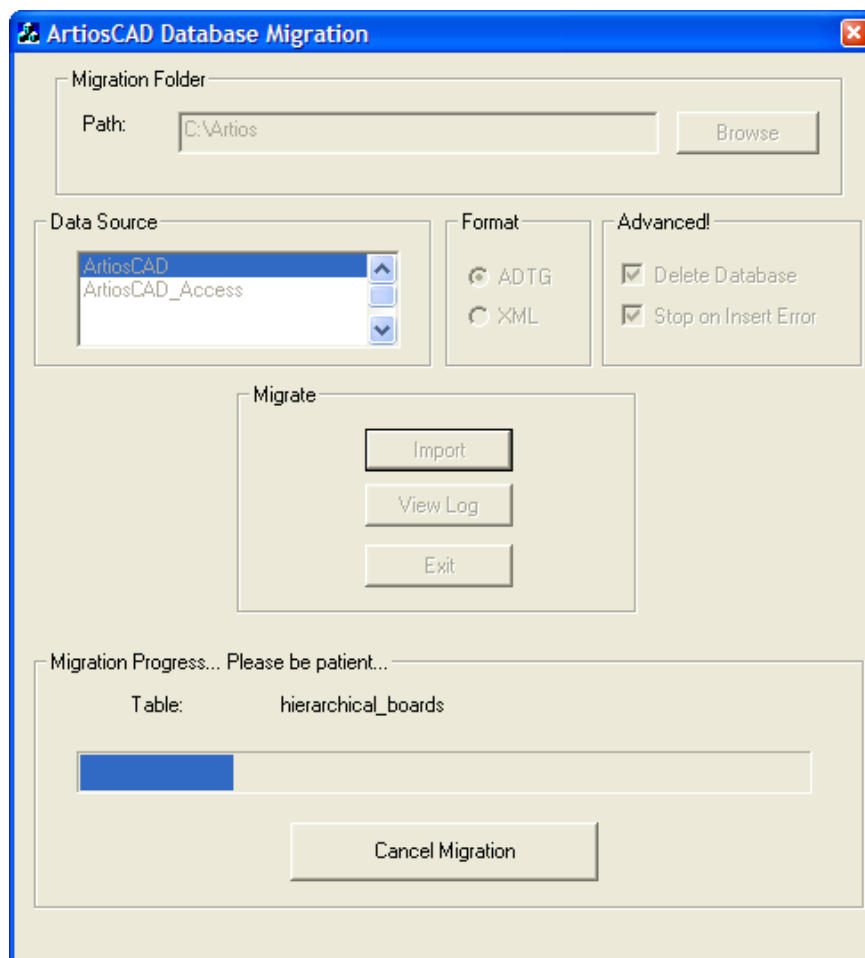 ArtiosCAD Database Migration
Migration Folder
Path: C:\Artios Browse
Data Source
ArtiosCAD
ArtiosCAD_Access
Format
ADTG
XML
Advanced!
Delete Database
Stop on Insert Error
Migrate
Import
View Log
Exit
Migration Progress... Please be patient...
Table: hierarchical_boards
Cancel Migration